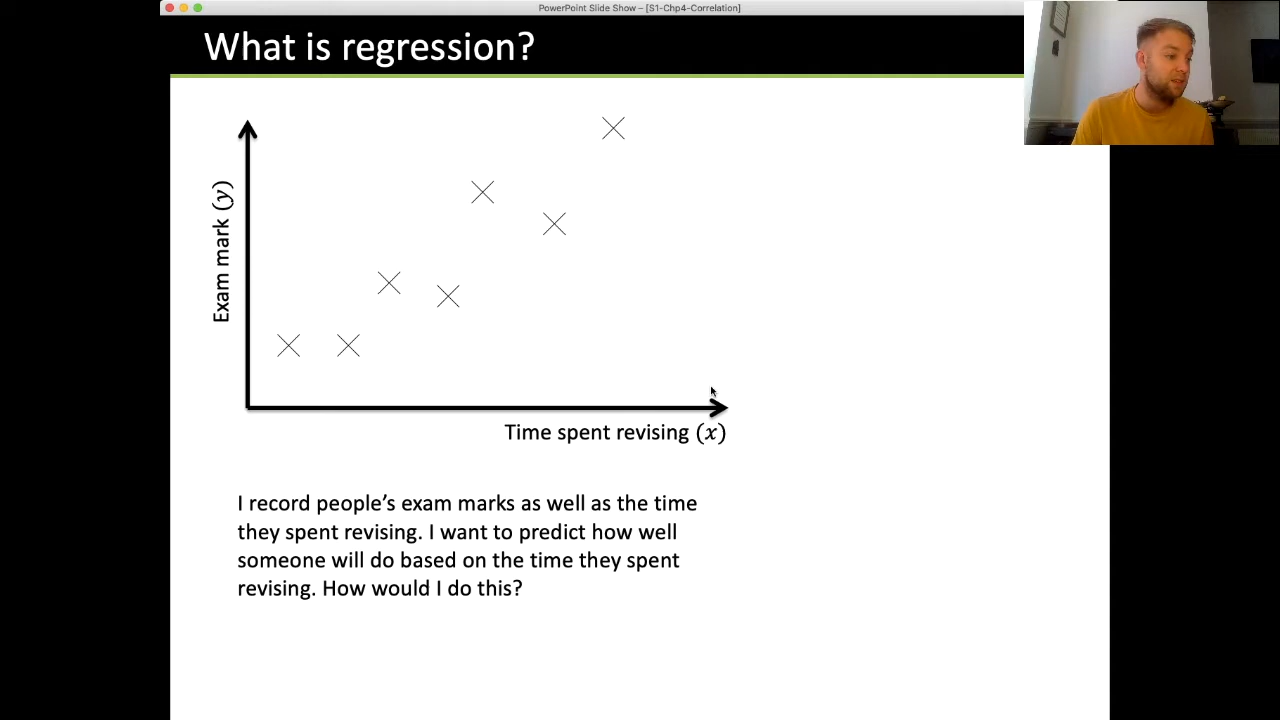 PowerPoint Slide Show – [S1-Chp4-Correlation]
What is regression?
Exam mark (𝑦)
Time spent revising (𝑥)
I record people’s exam marks as well as the time
they spent revising. I want to predict how well
someone will do based on the time they spent
revising. How would I do this?